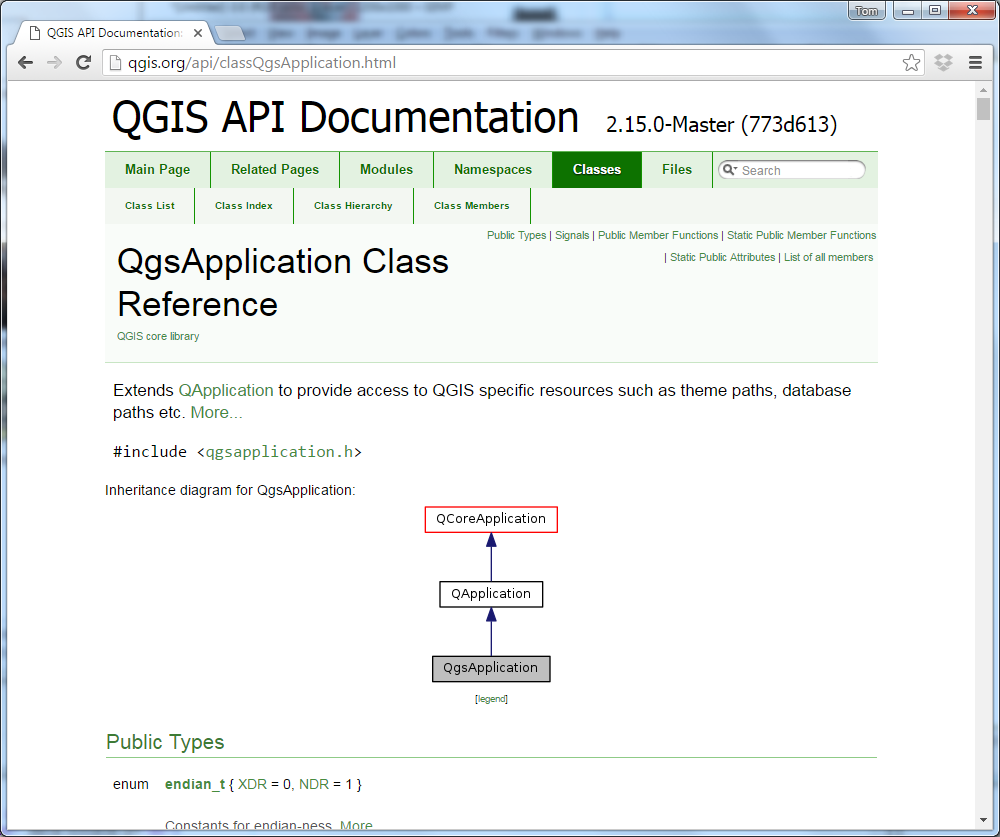 Tom
QGIS API Documentation:
qgis.org/api/classQgsApplication.html
QGIS API Documentation 2.15.0-Master (773d613)
Main Page Related Pages Modules Namespaces Classes Files Search
Class List Class Index Class Hierarchy Class Members
Public Types | Signals | Public Member Functions | Static Public Member Functions
| Static Public Attributes | List of all members
QgsApplication Class
Reference
QGIS core library
Extends QApplication to provide access to QGIS specific resources such as theme paths, database
paths etc. More...
#include <qgsapplication.h>
Inheritance diagram for QgsApplication:
QCoreApplication
QApplication
QgsApplication
[legend]
Public Types
enum endian_t { XDR = 0, NDR = 1 }
Constants for endian-ness. More